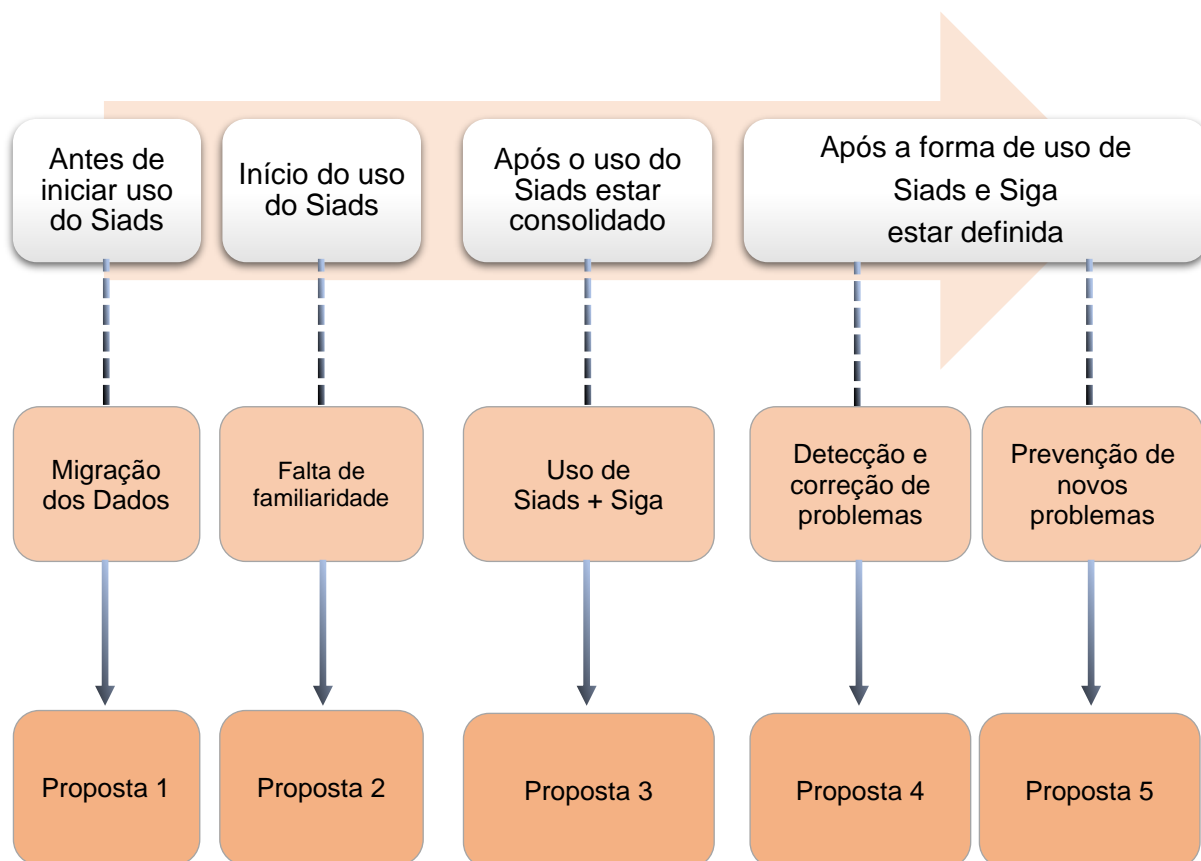 Antes de
iniciar uso
do Siads
Início do uso
do Siads
Após o uso do
Siads estar
consolidado
Após a forma de uso de
Siads e Siga
estar definida
Migração
dos Dados
Falta de
familiaridade
Uso de
Siads + Siga
Detecção e
correção de
problemas
Prevenção de
novos
problemas
Proposta 1
Proposta 2
Proposta 3
Proposta 4
Proposta 5